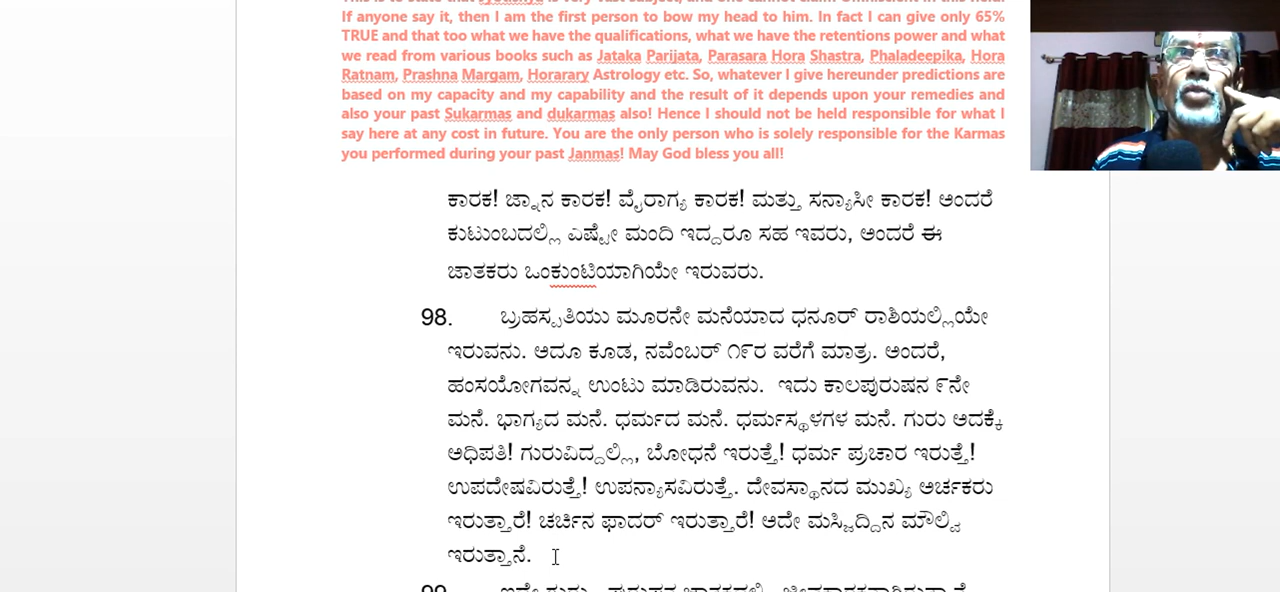 If anyone say it, then I am the first person to bow my head to him. In fact I can give only 65%
TRUE and that too what we have the qualifications, what we have the retentions power and what
we read from various books such as Jataka Parijata, Parasara Hora Shastra, Phaladeepika, Hora
Ratnam, Prashna Margam, Horarary Astrology etc. So, whatever I give hereunder predictions are
based on my capacity and my capability and the result of it depends upon your remedies and
also your past Sukarmas and dukarmas also! Hence I should not be held responsible for what I
say here at any cost in future. You are the only person who is solely responsible for the Karmas
you performed during your past Janmas! May God bless you all!
ಕಾರಕ! ಜ್ಞಾನ ಕಾರಕ! ವೈರಾಗ್ಯ ಕಾರಕ! ಮತ್ತು ಸನ್ಯಾಸೀ ಕಾರಕ! ಅಂದರೆ
ಕುಟುಂಬದಲ್ಲಿ ಎಷ್ಟೇ ಮಂದಿ ಇದ್ದರೂ ಸಹ ಇವರು, ಅಂದರೆ ಈ
ಜಾತಕರು ಒಂಕುಂಟಿಯಾಗಿಯೇ ಇರುವರು.
98. ಬ್ರಹಸ್ಪತಿಯು ಮೂರನೇ ಮನೆಯಾದ ಧನೂರ್ ರಾಶಿಯಲ್ಲಿಯೇ
ಇರುವನು. ಅದೂ ಕೂಡ, ನವೆಂಬರ್ ೧೯ರ ವರೆಗೆ ಮಾತ್ರ. ಅಂದರೆ,
ಹಂಸಯೋಗವನ್ನ ಉಂಟು ಮಾಡಿರುವನು. ಇದು ಕಾಲಪುರುಷನ ೯ನೇ
ಮನೆ. ಭಾಗ್ಯದ ಮನೆ. ಧರ್ಮದ ಮನೆ. ಧರ್ಮಸ್ಥಳಗಳ ಮನೆ. ಗುರು ಅದಕ್ಕೆ
ಅಧಿಪತಿ! ಗುರುವಿದ್ದಲ್ಲಿ, ಬೋಧನೆ ಇರುತ್ತೆ! ಧರ್ಮ ಪ್ರಚಾರ ಇರುತ್ತೆ!
ಉಪದೇಷವಿರುತ್ತೆ! ಉಪನ್ಯಾಸವಿರುತ್ತೆ. ದೇವಸ್ಥಾನದ ಮುಖ್ಯ ಅರ್ಚಕರು
ಇರುತ್ತಾರೆ! ಚರ್ಚಿನ ಫಾದರ್ ಇರುತ್ತಾರೆ! ಅದೇ ಮಸ್ಜಿದ್ದಿನ ಮೌಲ್ವಿ
ಇರುತ್ತಾನೆ.